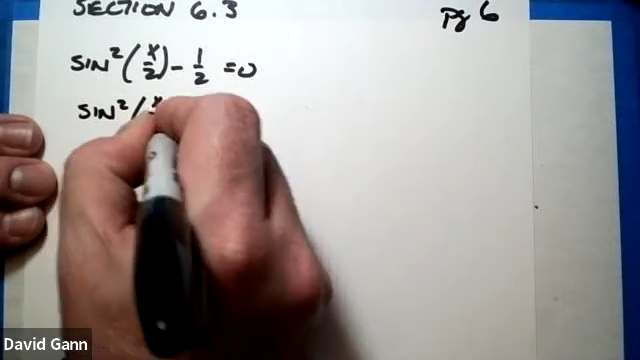 SECTION 6.3
Pg 6
SIN²(x/2) - 1/2 = 0
SIN²(x
David Gann